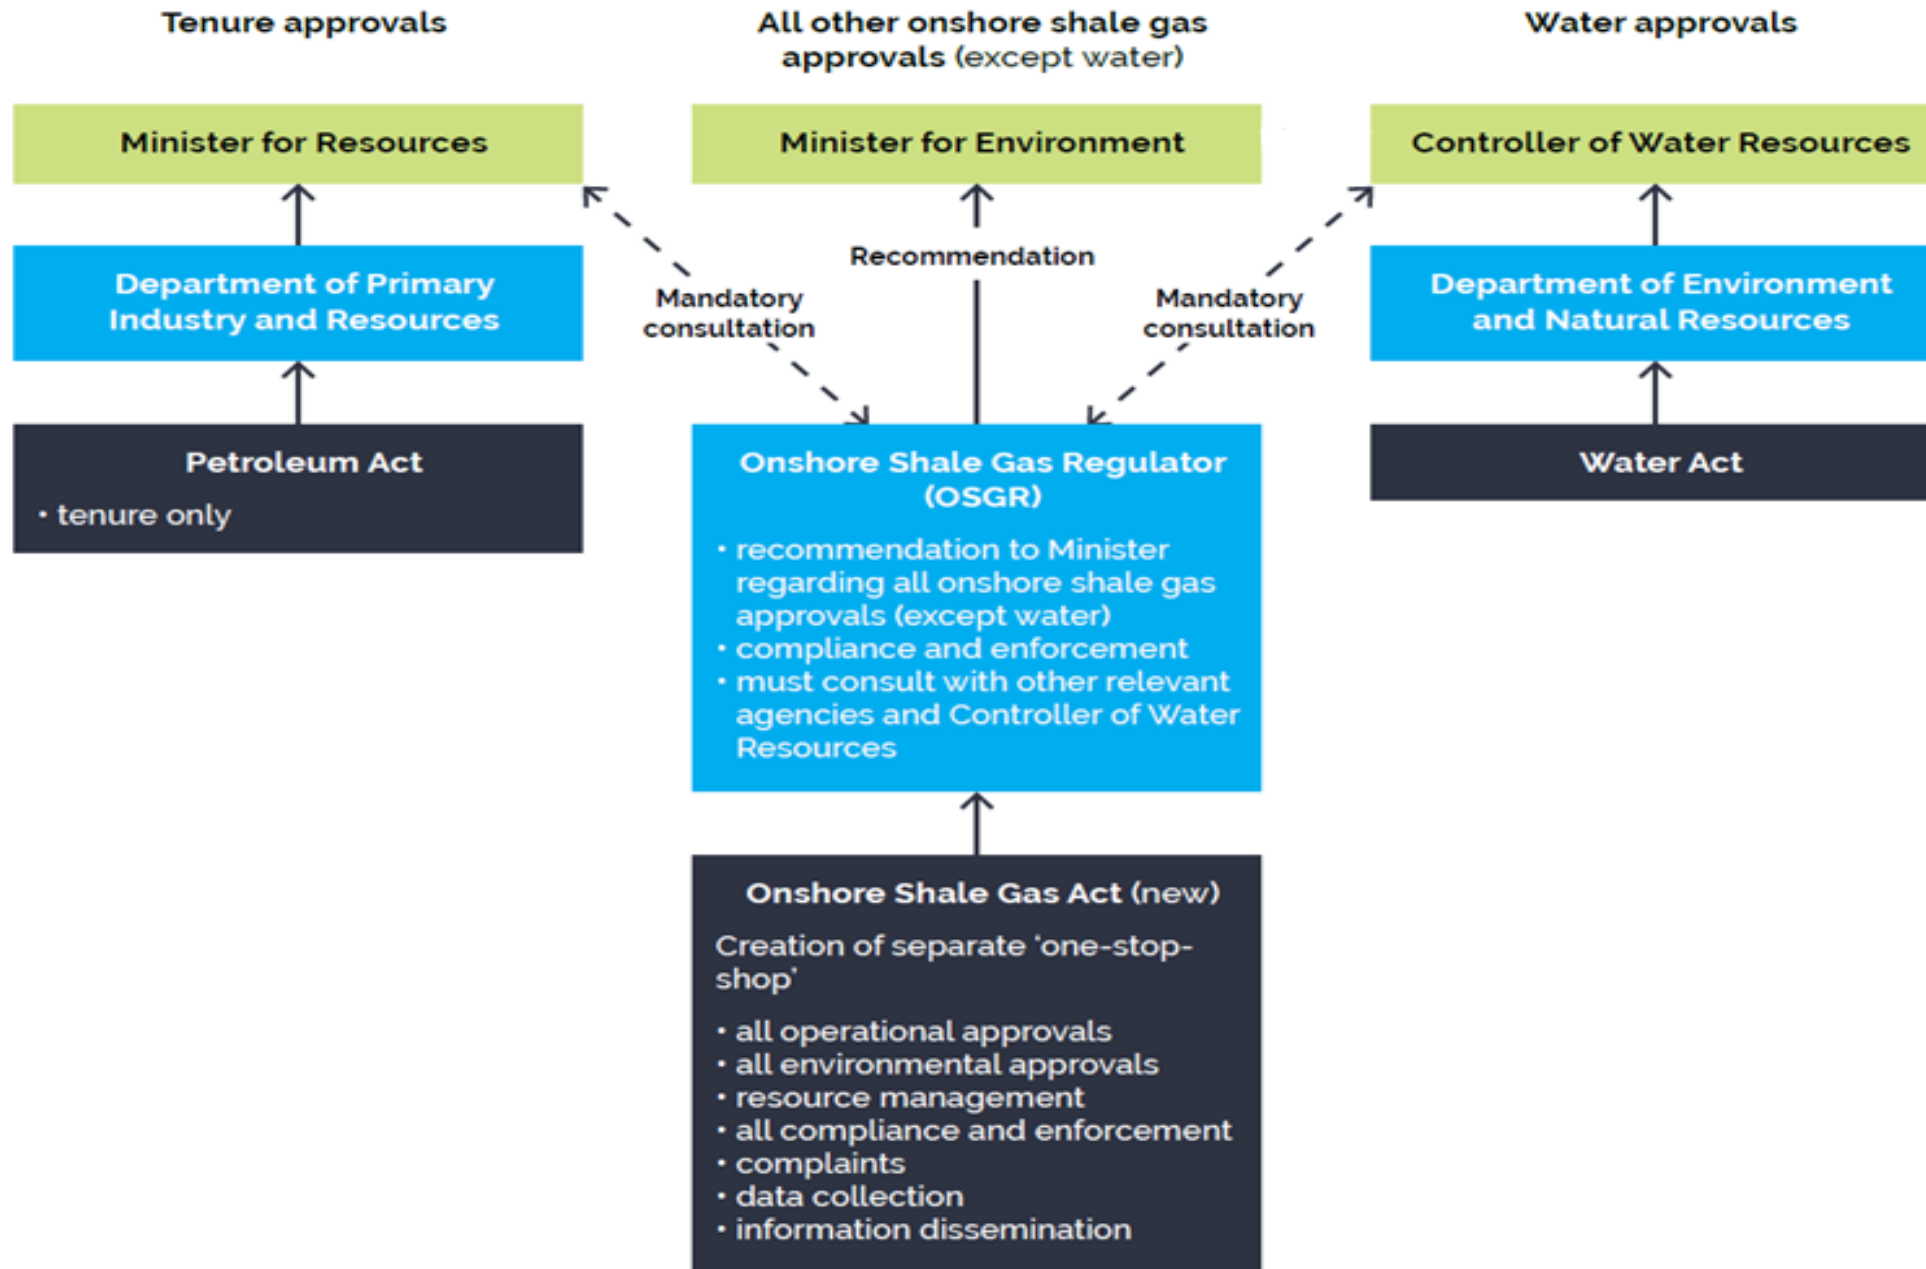 Tenure approvals
All other onshore shale gas
approvals (except water)
Water approvals
Minister for Resources
Minister for Environment
Controller of Water Resources
Department of Primary
Industry and Resources
Mandatory
consultation
Recommendation
Mandatory
consultation
Department of Environment
and Natural Resources
Petroleum Act
• tenure only
Onshore Shale Gas Regulator
(OSGR)
• recommendation to Minister
regarding all onshore shale gas
approvals (except water)
• compliance and enforcement
• must consult with other relevant
agencies and Controller of Water
Resources
Water Act
Onshore Shale Gas Act (new)
Creation of separate ‘one-stop-
shop’
• all operational approvals
• all environmental approvals
• resource management
• all compliance and enforcement
• complaints
• data collection
• information dissemination